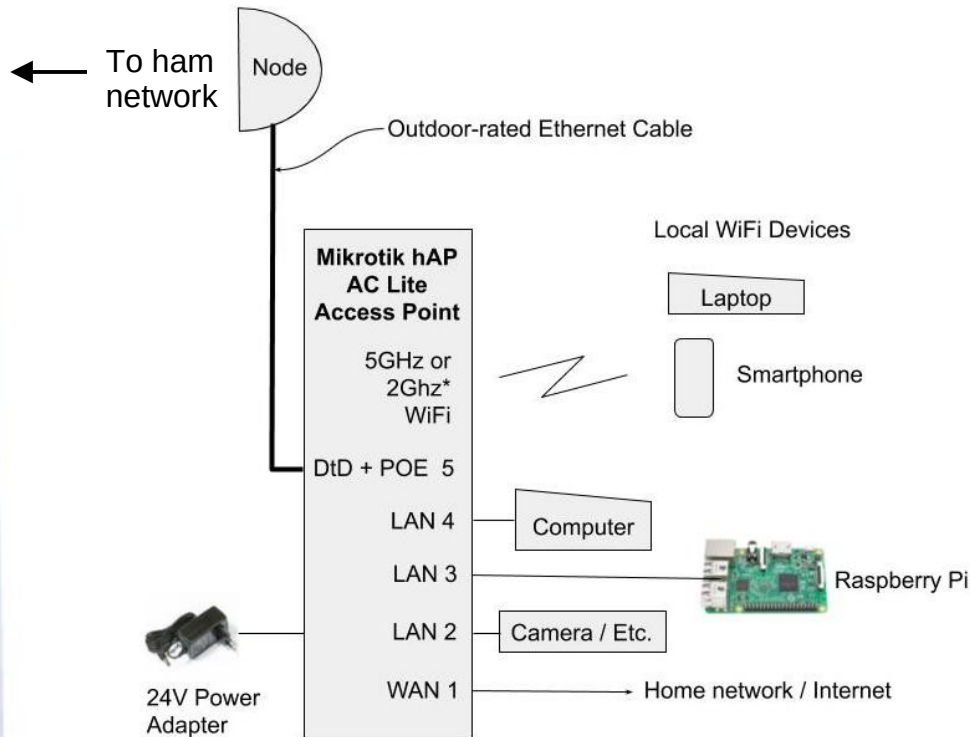 To ham
network
Node
Outdoor-rated Ethernet Cable
Mikrotik hAP
AC Lite
Access Point
5GHz or
2Ghz*
WiFi
Local WiFi Devices
Laptop
Smartphone
DtD + POE 5
LAN 4
Computer
LAN 3
Raspberry Pi
LAN 2
Camera / Etc.
24V Power
Adapter
WAN 1
Home network / Internet